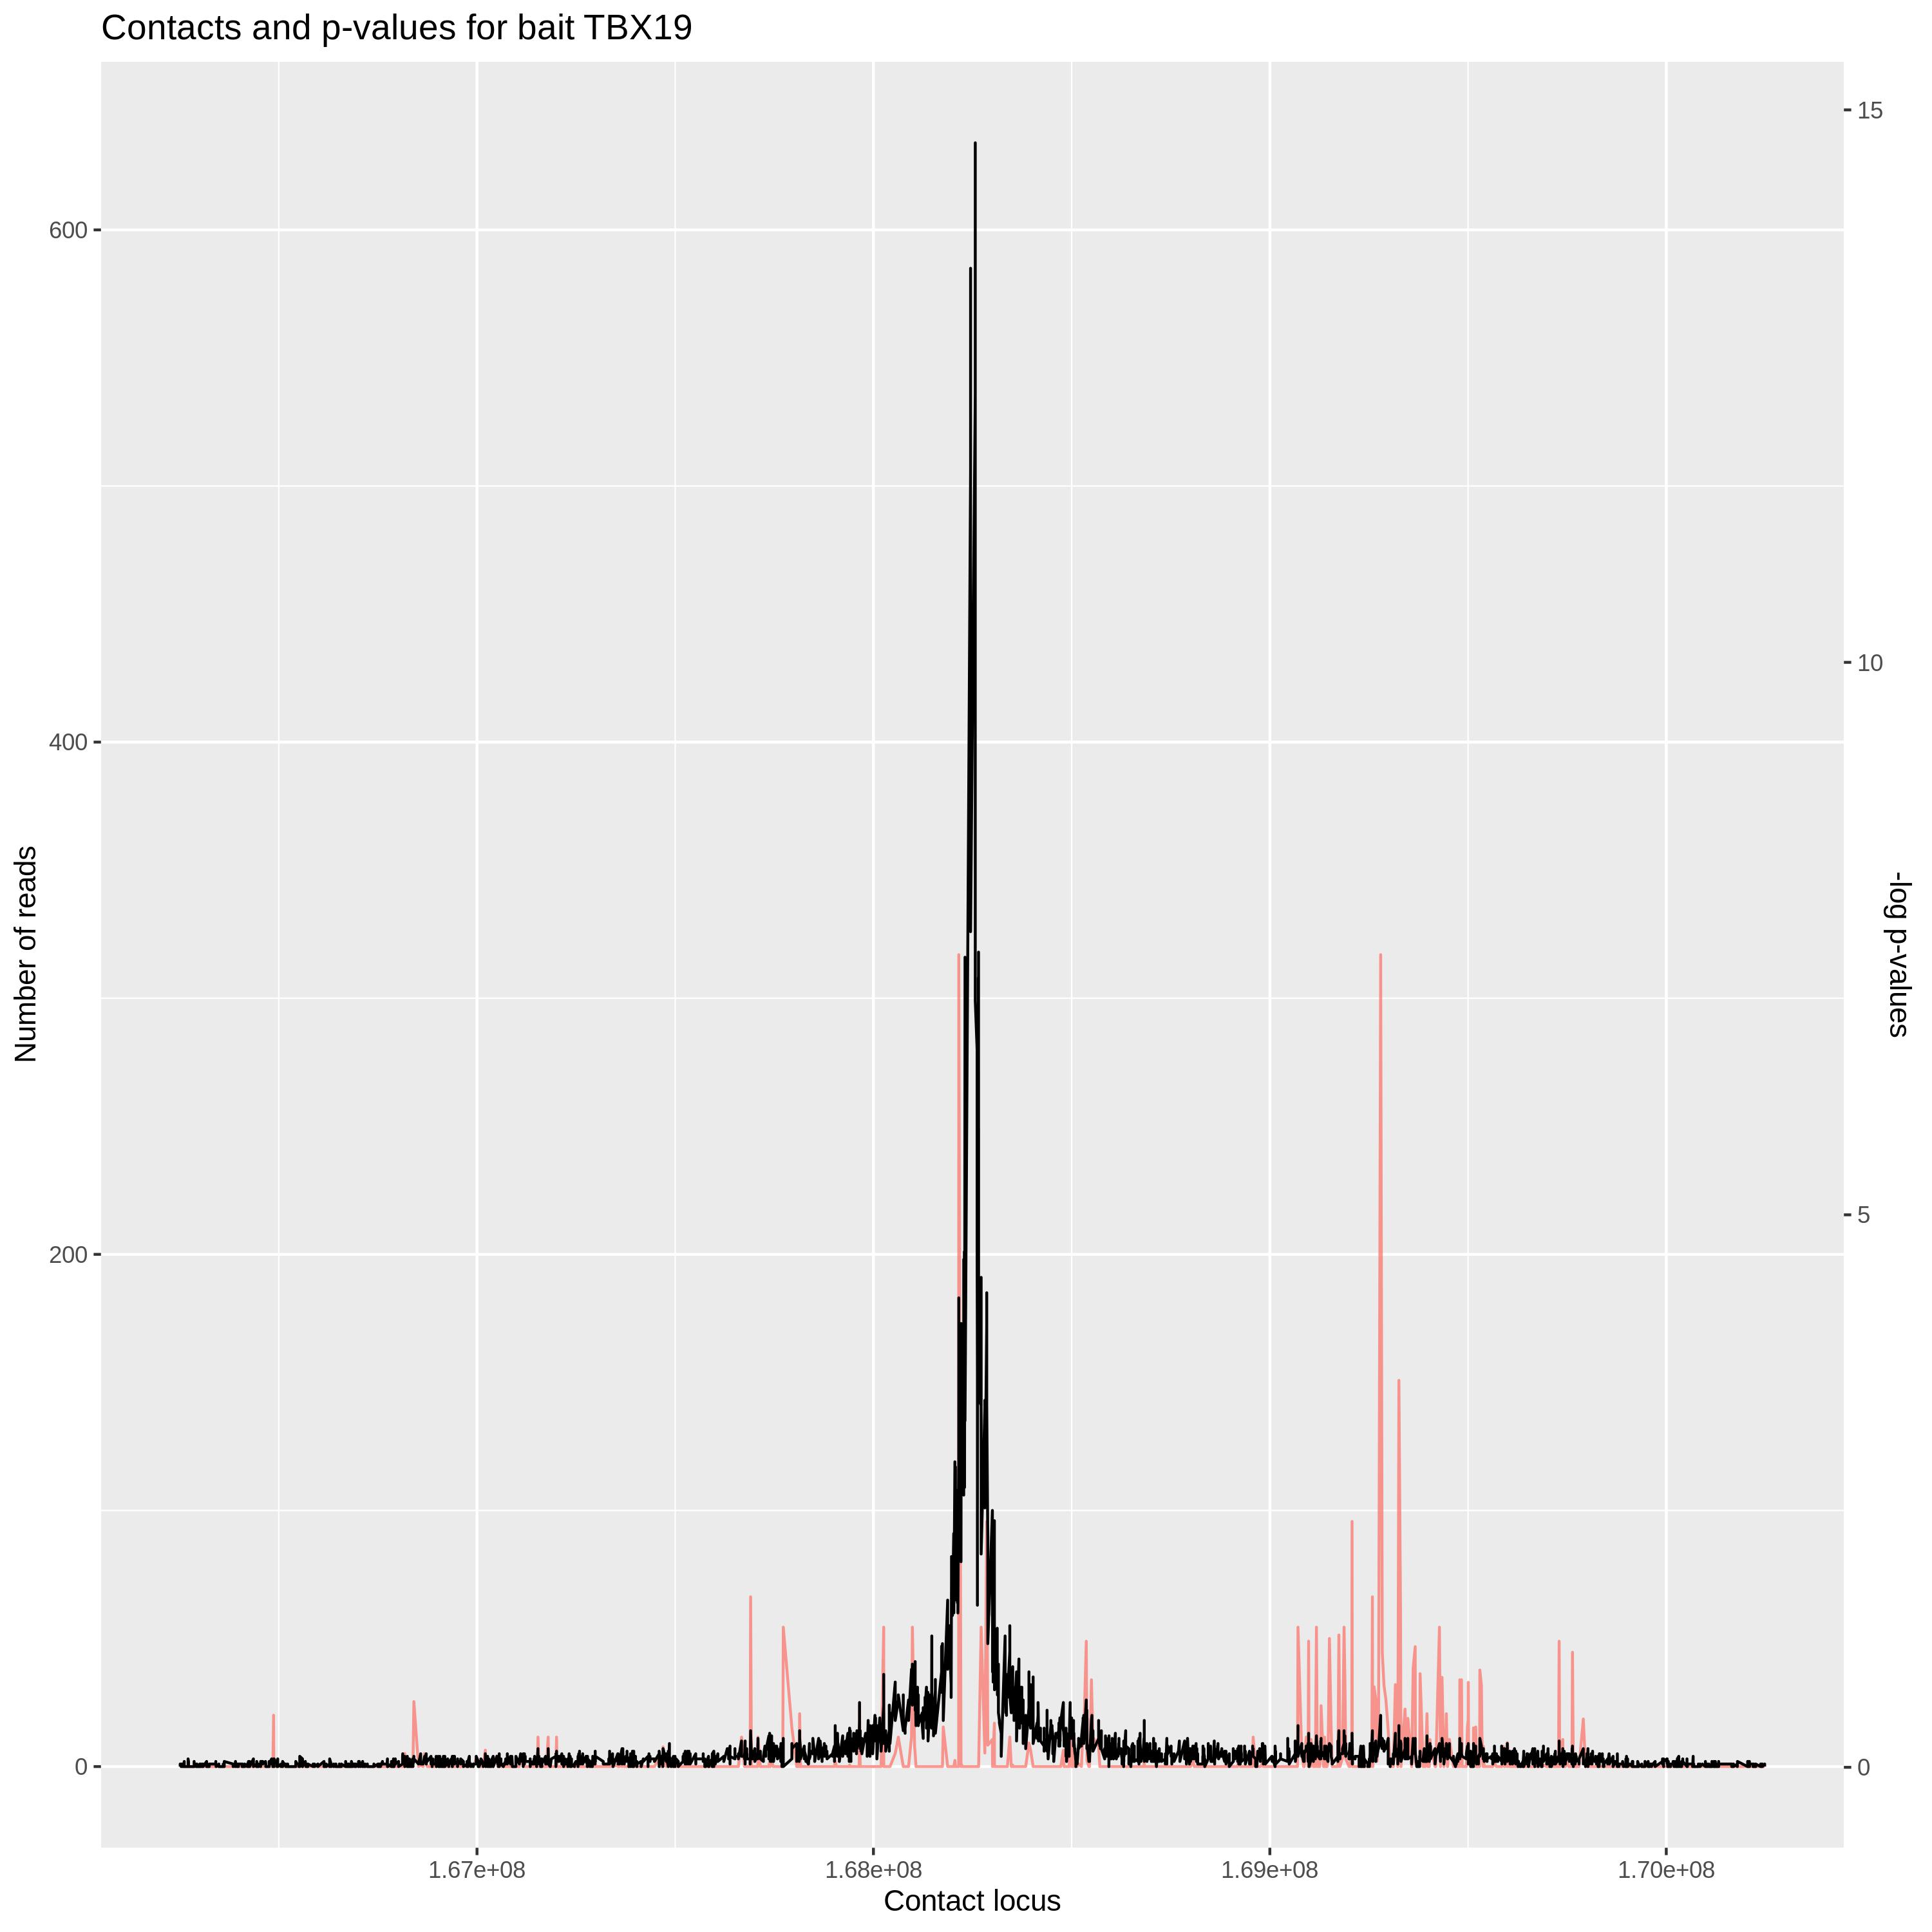 Contacts and p-values for bait TBX19
15
600
10
400
Number of reads
-log p-values
5
200
0
0
1.67e+08
1.68e+08
1.69e+08
1.70e+08
Contact locus